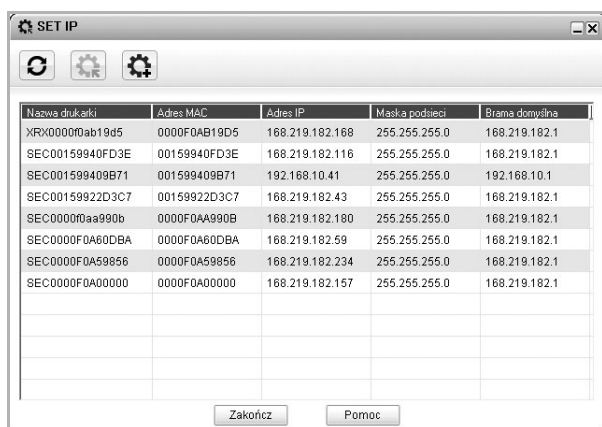 SET IP
Nazwa drukarki Adres MAC Adres IP Maska podsieci Brama domyślna
XRX0000f0ab19d5 0000F0AB19D5 168.219.182.168 255.255.255.0 168.219.182.1
SEC00159940FD3E 00159940FD3E 168.219.182.116 255.255.255.0 168.219.182.1
SEC001599409B71 001599409B71 192.168.10.41 255.255.255.0 192.168.10.1
SEC00159922D3C7 00159922D3C7 168.219.182.43 255.255.255.0 168.219.182.1
SEC0000f0aa990b 0000F0AA990B 168.219.182.180 255.255.255.0 168.219.182.1
SEC0000F0A60DBA 0000F0A60DBA 168.219.182.59 255.255.255.0 168.219.182.1
SEC0000F0A59856 0000F0A59856 168.219.182.234 255.255.255.0 168.219.182.1
SEC0000F0A00000 0000F0A00000 168.219.182.157 255.255.255.0 168.219.182.1
Zakończ Pomoc